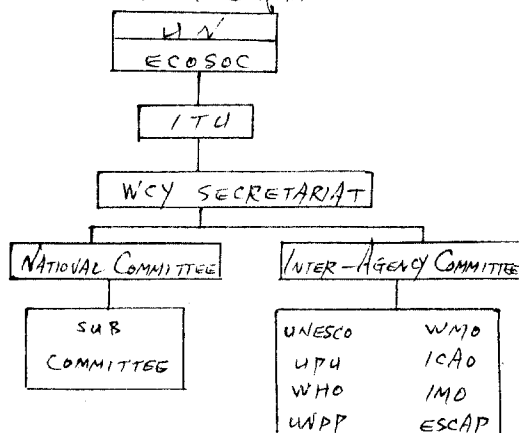 UN
ECOSOC
ITU
WCY SECRETARIAT
NATIONAL COMMITTEE
INTER-AGENCY COMMITTEE
SUB
COMMITTEE
UNESCO WMO
UPU ICAO
WHO IMO
UNDP ESCAP